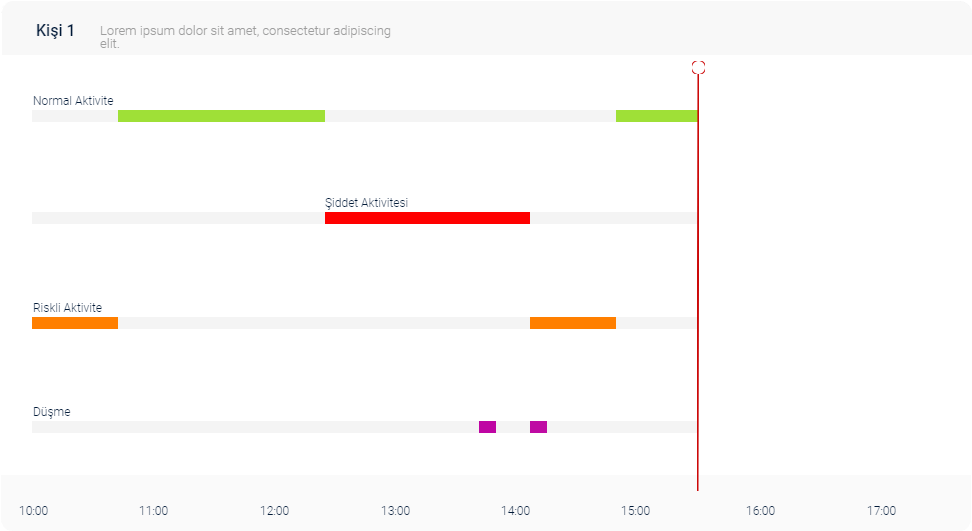 Kişi 1
Lorem ipsum dolor sit amet, consectetur adipiscing
elit.
Normal Aktivite
Şiddet Aktivitesi
Riskli Aktivite
Düşme
10:00 11:00 12:00 13:00 14:00 15:00 16:00 17:00